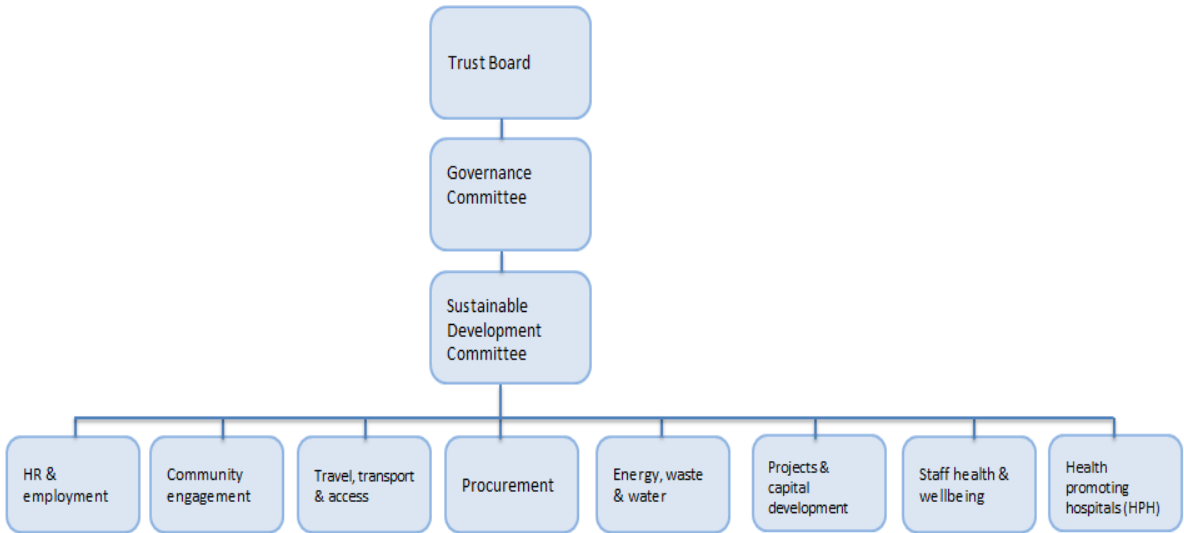 Trust Board
Governance
Committee
Sustainable
Development
Committee
HR &
employment
Community
engagement
Travel, transport
& access
Procurement
Energy, waste
& water
Projects &
capital
development
Staff health &
wellbeing
Health
promoting
hospitals (HPH)